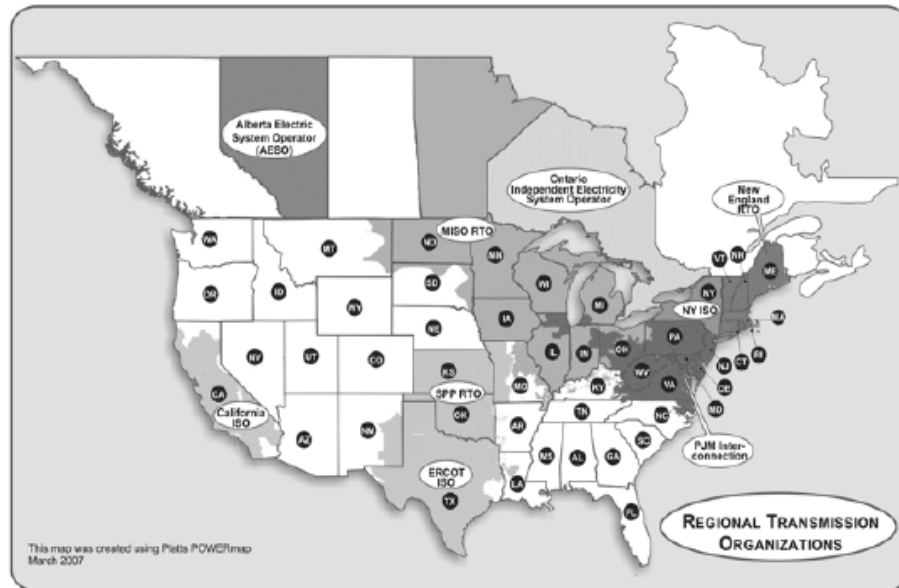 Alberta Electric
System Operator
(AESO)
Ontario
Independent Electricity
System Operator
New
England
RTO
MISO RTO
WA
MT
ND
MN
VT
NH
ME
OR
ID
SD
WI
MI
NY
NY ISO
MA
WY
IA
NE
PA
NV
UT
CO
IL
IN
OH
NJ
CT
RI
CA
California
ISO
KS
MO
WV
VA
KY
DE
MD
SPP RTO
OK
AZ
NM
AR
TN
NC
PJM Inter-
connection
MS
AL
GA
SC
ERCOT
ISO
TX
LA
FL
REGIONAL TRANSMISSION
ORGANIZATIONS
This map was created using Platts POWERmap
March 2007